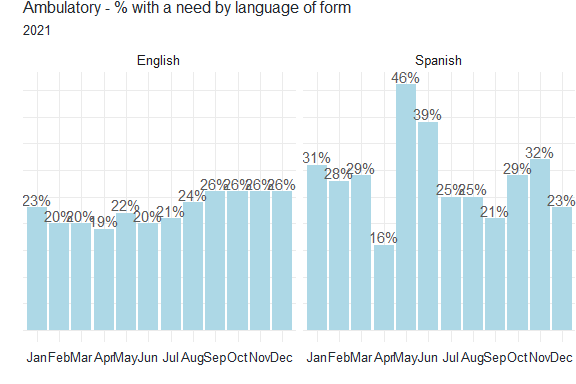 Ambulatory - % with a need by language of form
2021
English
Spanish
23% 20% 20% 19% 22% 20% 21% 24% 26% 26% 26% 26%
31% 28% 29% 16% 46% 39% 25% 25% 21% 29% 32% 23%
Jan Feb Mar Apr May Jun Jul Aug Sep Oct Nov Dec
Jan Feb Mar Apr May Jun Jul Aug Sep Oct Nov Dec